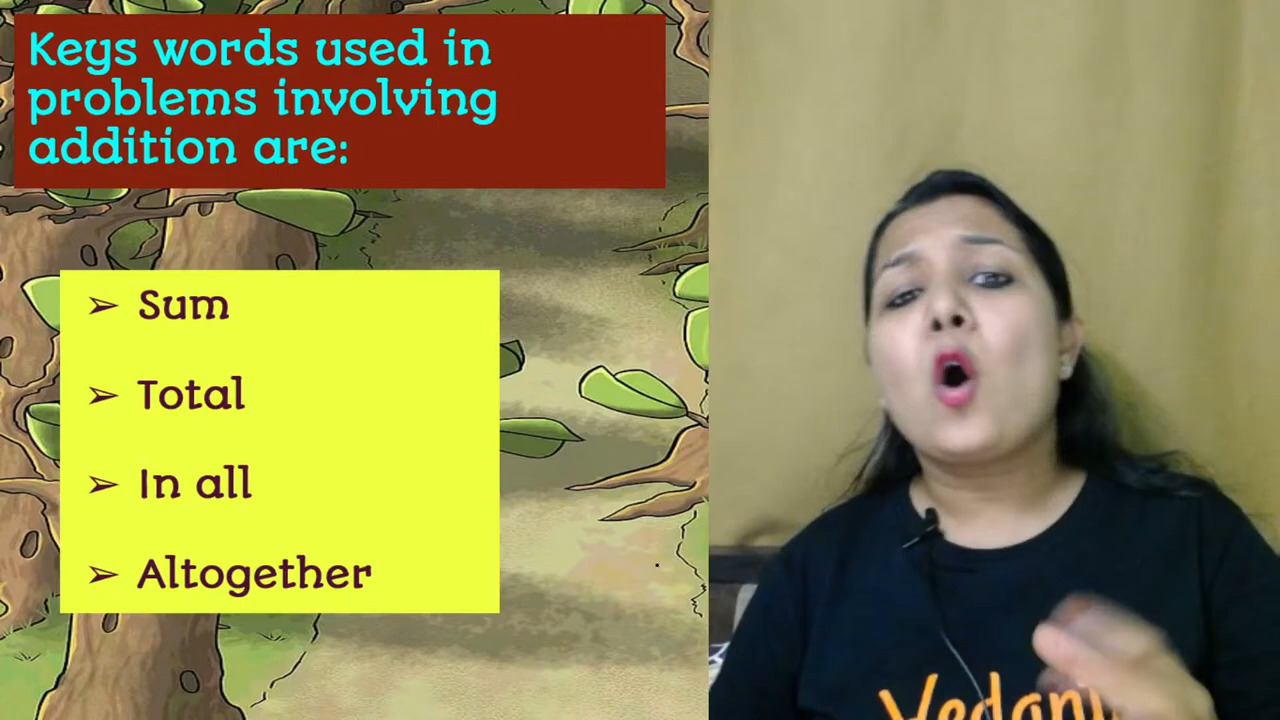 Keys words used in
problems involving
addition are:
➢ Sum
➢ Total
➢ In all
➢ Altogether